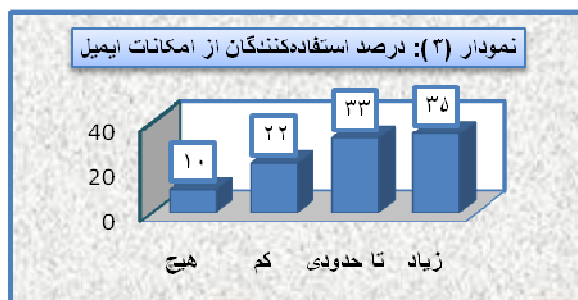 نمودار (۳): درصد استفاده‌کنندگان از امکانات ایمیل
۳۵
۳۳
۲۲
۱۰
40
20
0
هیچ
کم
تا حدودی
زیاد